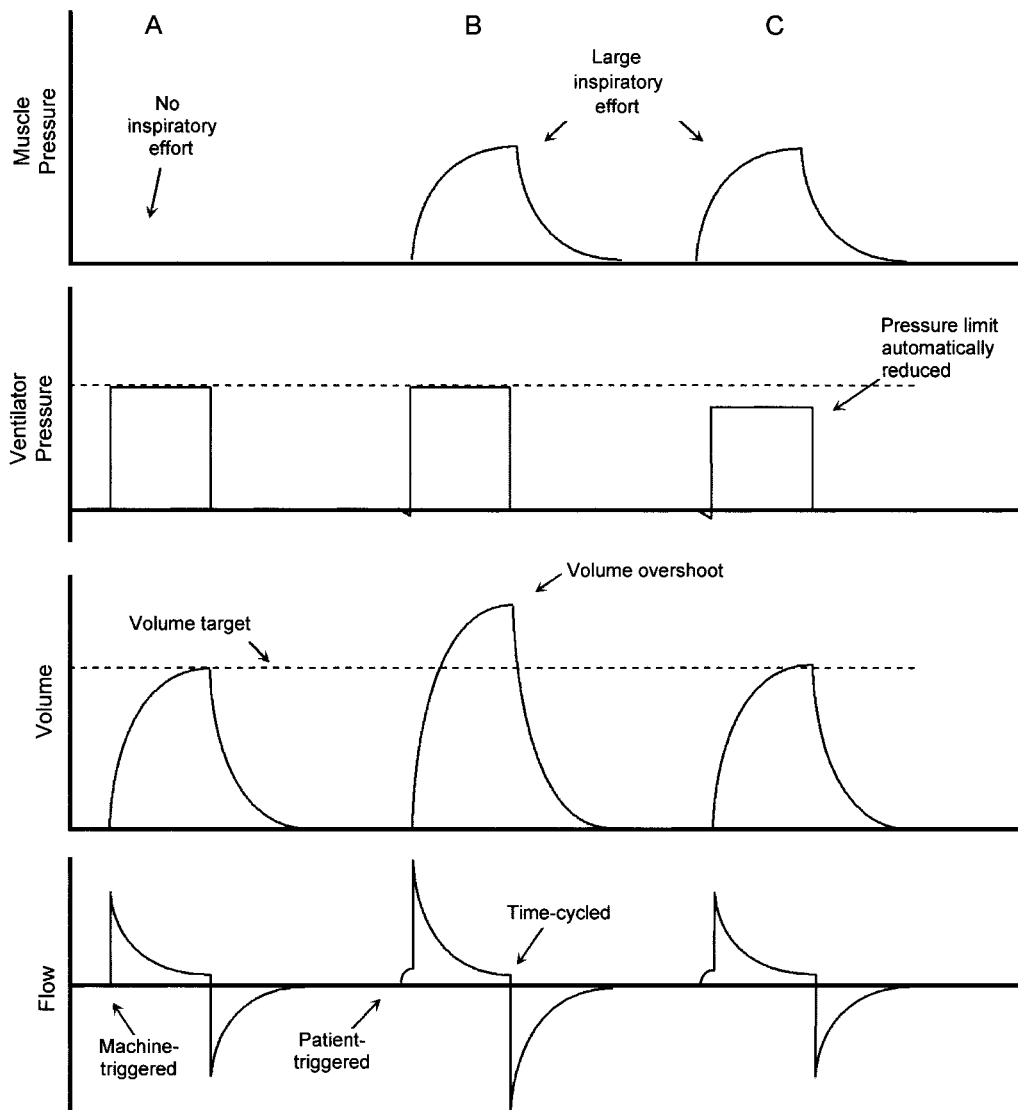 A
B
C
Muscle
Pressure
No
inspiratory
effort
Large
inspiratory
effort
Ventilator
Pressure
Pressure limit
automatically
reduced
Volume
Volume target
Volume overshoot
Flow
Machine-
triggered
Patient-
triggered
Time-cycled